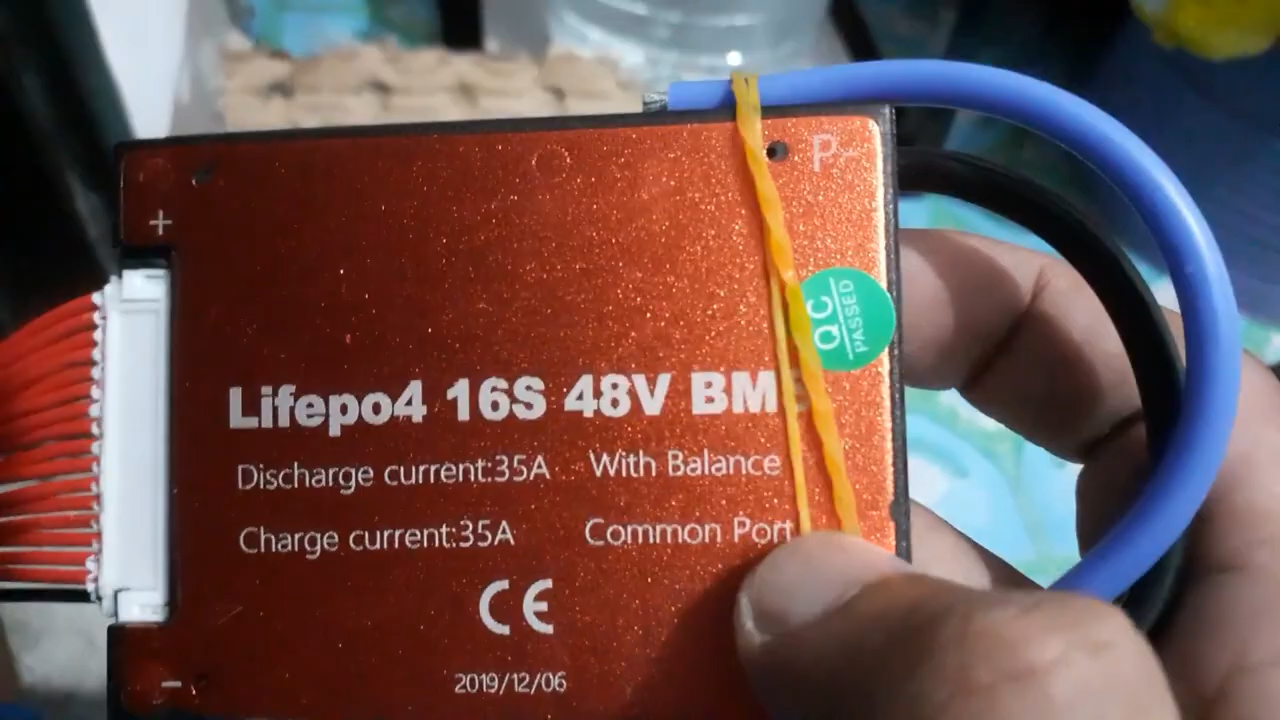 P-
+
QC
PASSED
Lifepo4 16S 48V BM
Discharge current:35A With Balance
Charge current:35A Common Port
CE
-
2019/12/06